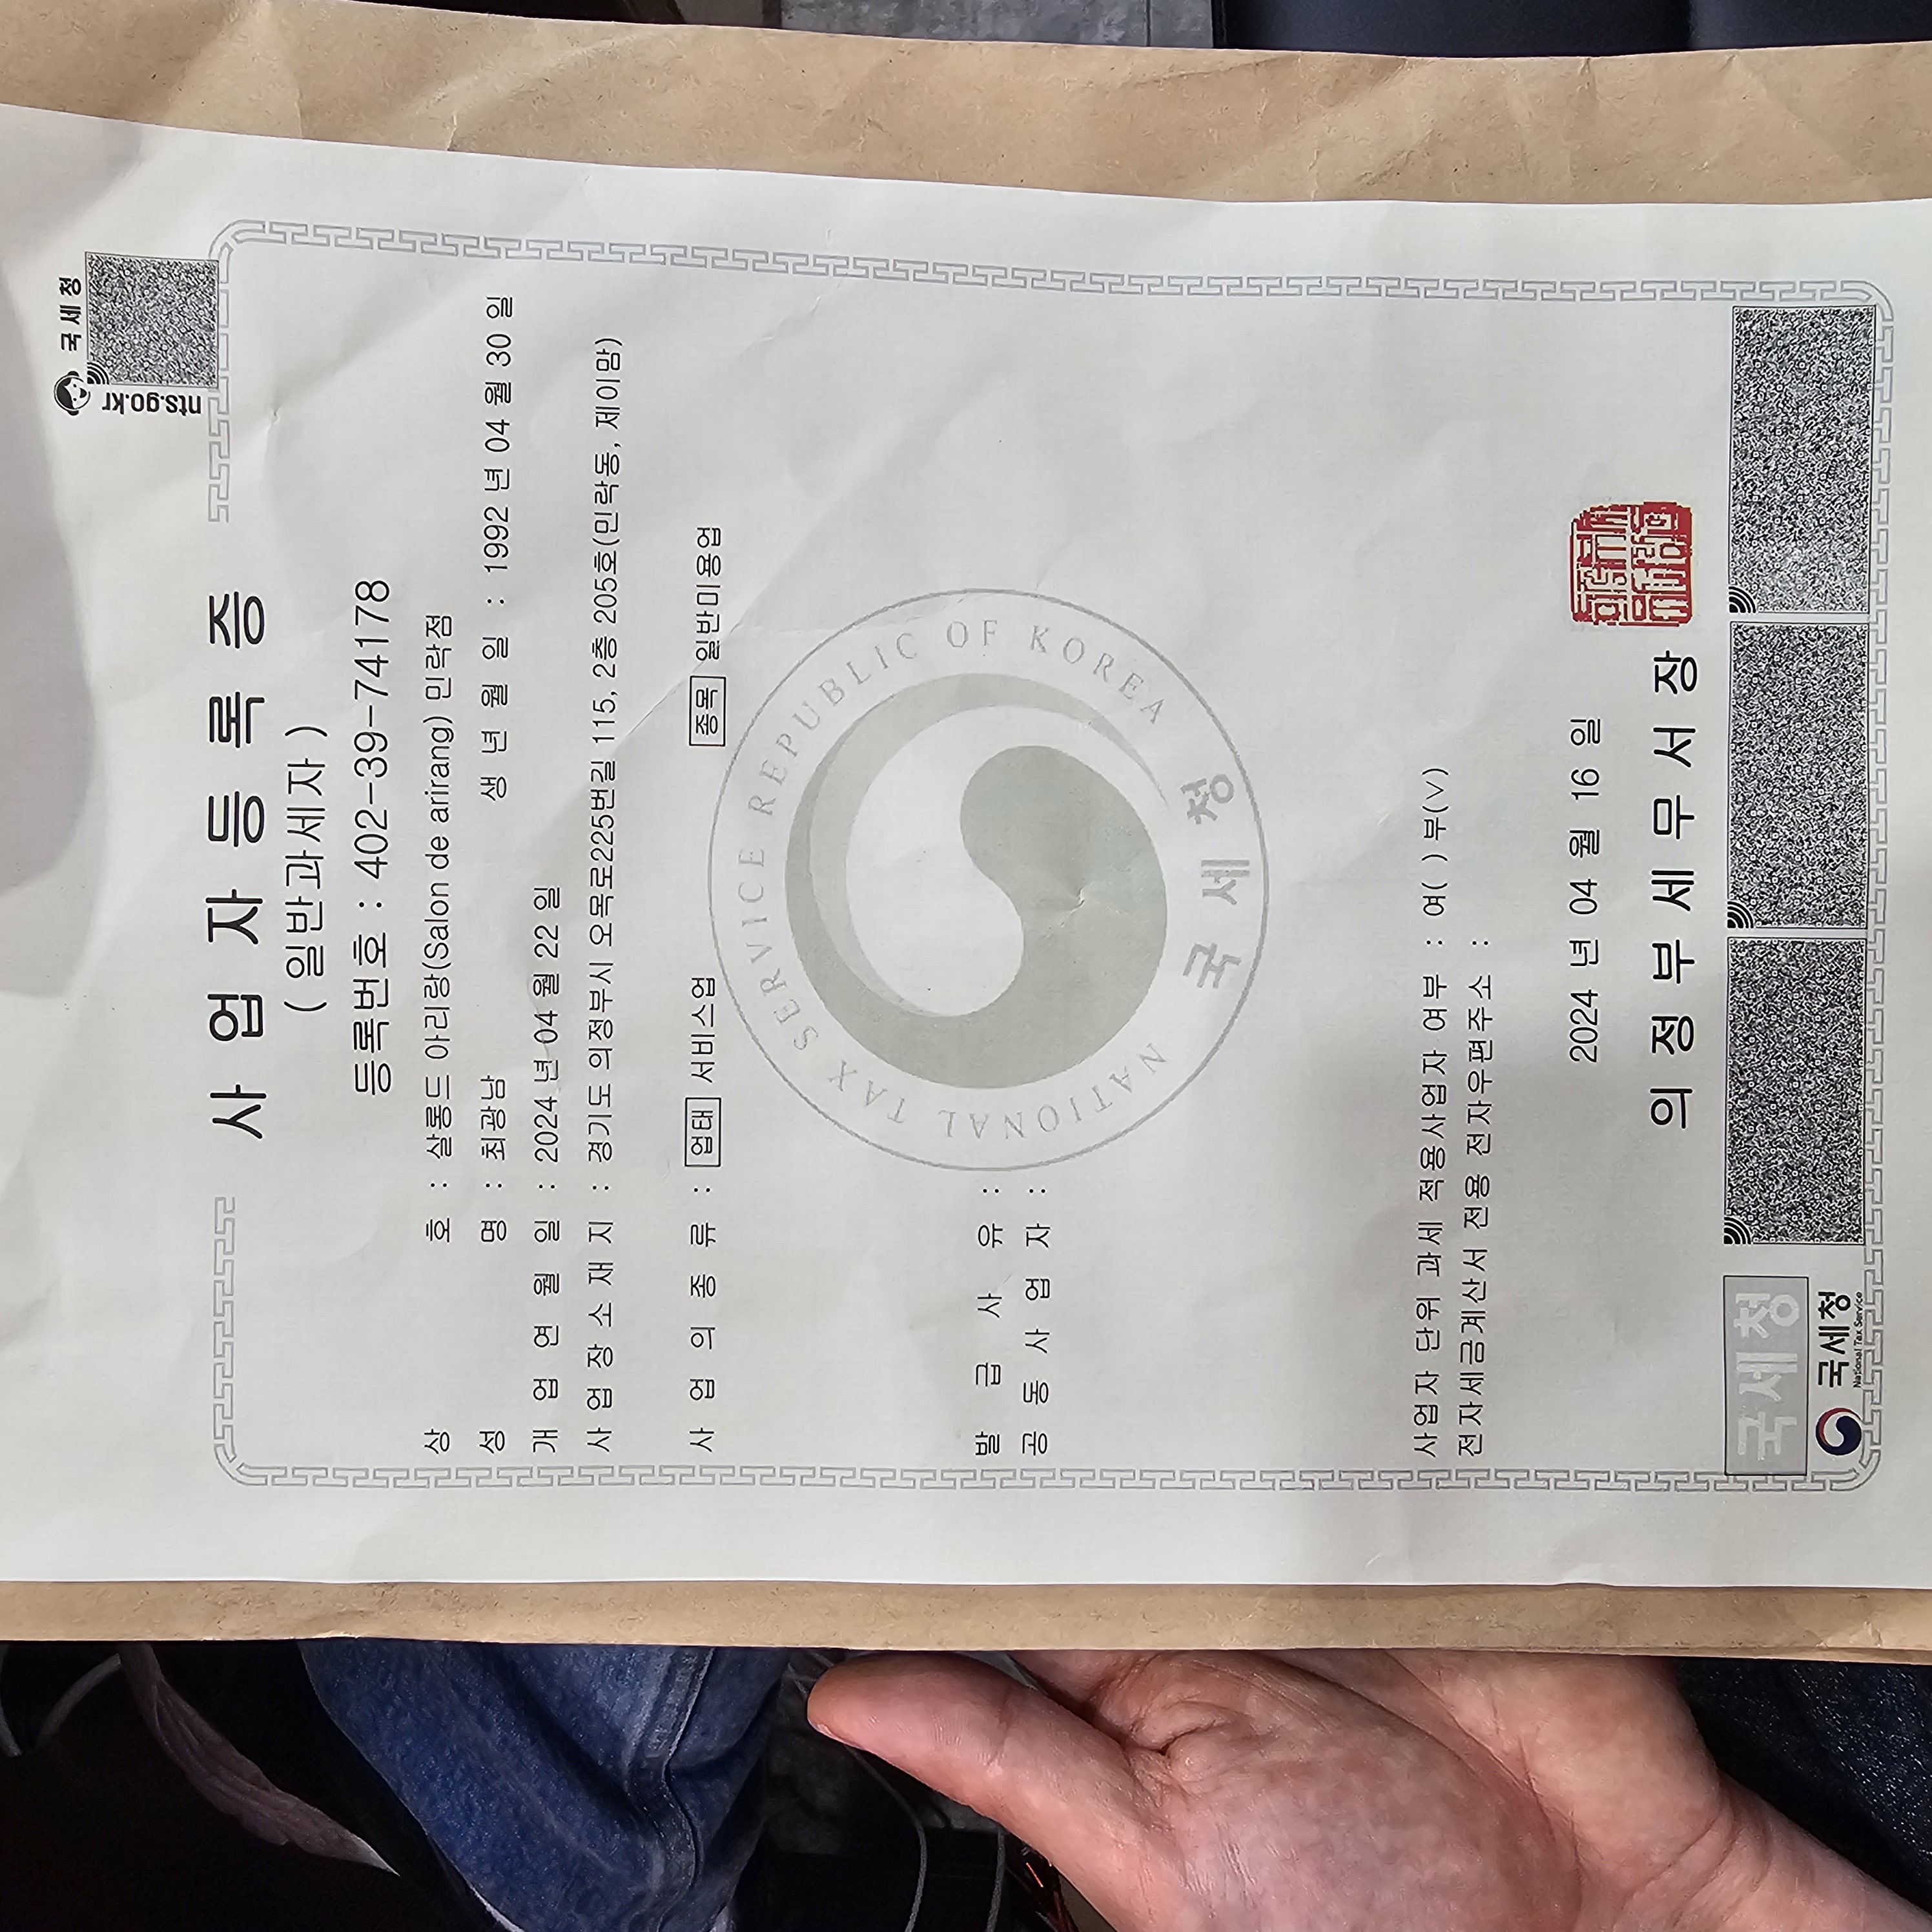 국세청
nts.go.kr
사업자등록증
( 일반과세자 )
등록번호 : 402-39-74178
상 호 : 살롱드 아리랑(Salon de arirang) 민락점
성 명 : 최광남 생 년 월 일 : 1992 년 04 월 30 일
개 업 연 월 일 : 2024 년 04 월 22 일
사 업 장 소 재 지 : 경기도 의정부시 오목로225번길 115, 2층 205호(민락동, 제이맘)
사 업 의 종 류 : 업태 서비스업 종목 일반미용업
NATIONAL TAX SERVICE REPUBLIC OF KOREA
국세청
발 급 사 유 :
공 동 사 업 자 :
사업자 단위 과세 적용사업자 여부 : 여( ) 부(∨)
전자세금계산서 전용 전자우편주소 :
2024 년 04 월 16 일
의정부세무서장
국세청
국세청
National Tax Service